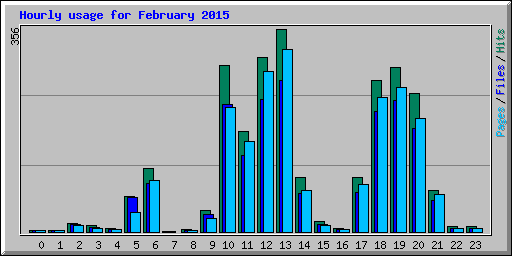 Hourly usage for February 2015
356
Pages/Files/Hits
0 1 2 3 4 5 6 7 8 9 10 11 12 13 14 15 16 17 18 19 20 21 22 23